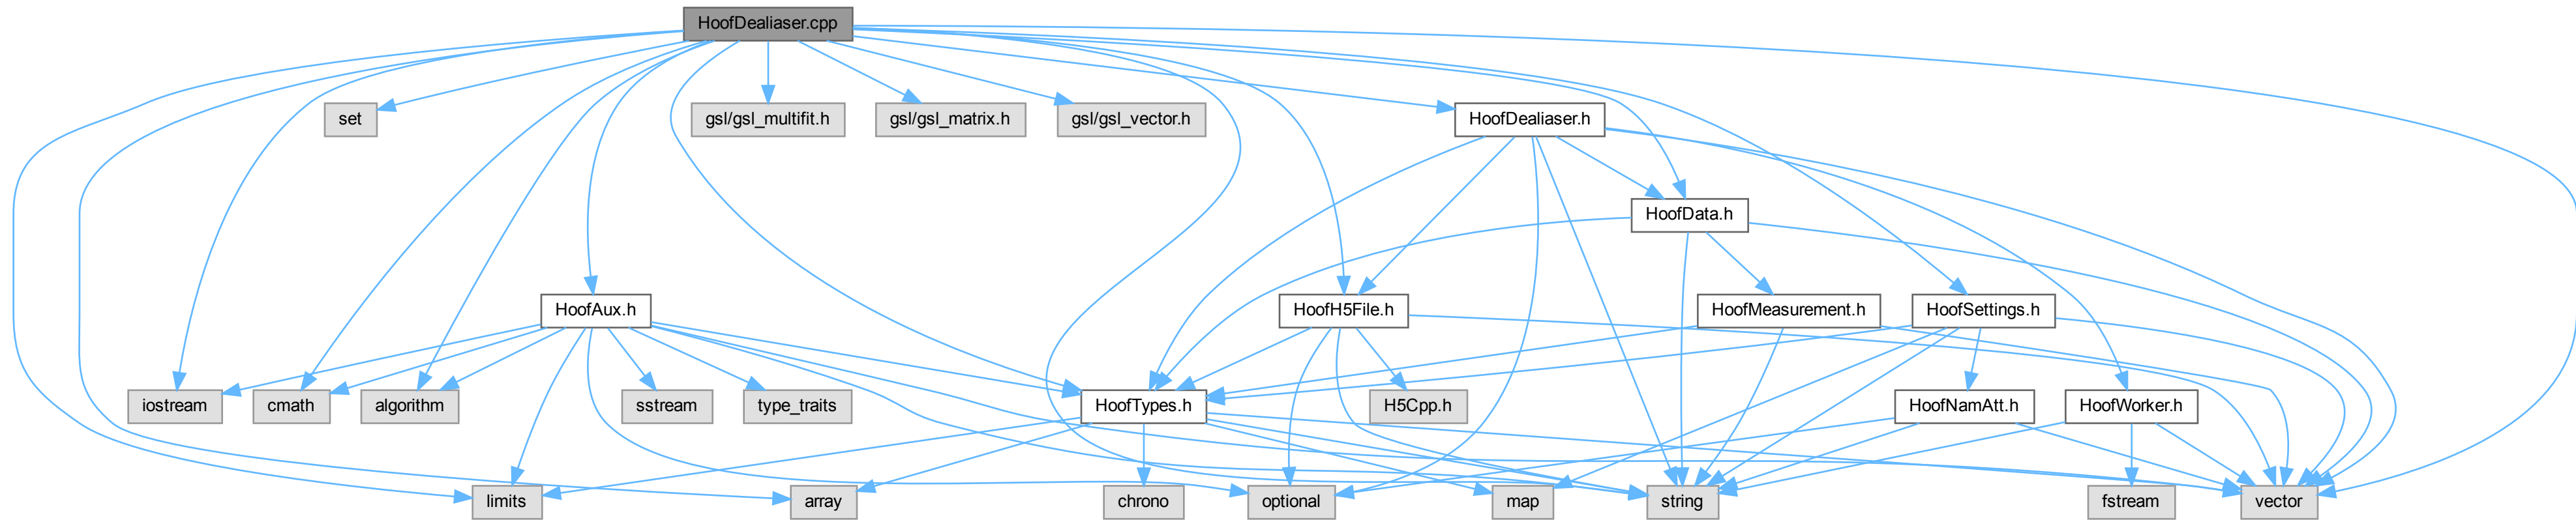 HoofDealiaser.cpp
set
gsl/gsl_multifit.h
gsl/gsl_matrix.h
gsl/gsl_vector.h
HoofDealiaser.h
HoofData.h
HoofAux.h
HoofH5File.h
HoofMeasurement.h
HoofSettings.h
iostream
cmath
algorithm
sstream
type_traits
HoofTypes.h
H5Cpp.h
HoofNamAtt.h
HoofWorker.h
limits
array
chrono
optional
map
string
fstream
vector